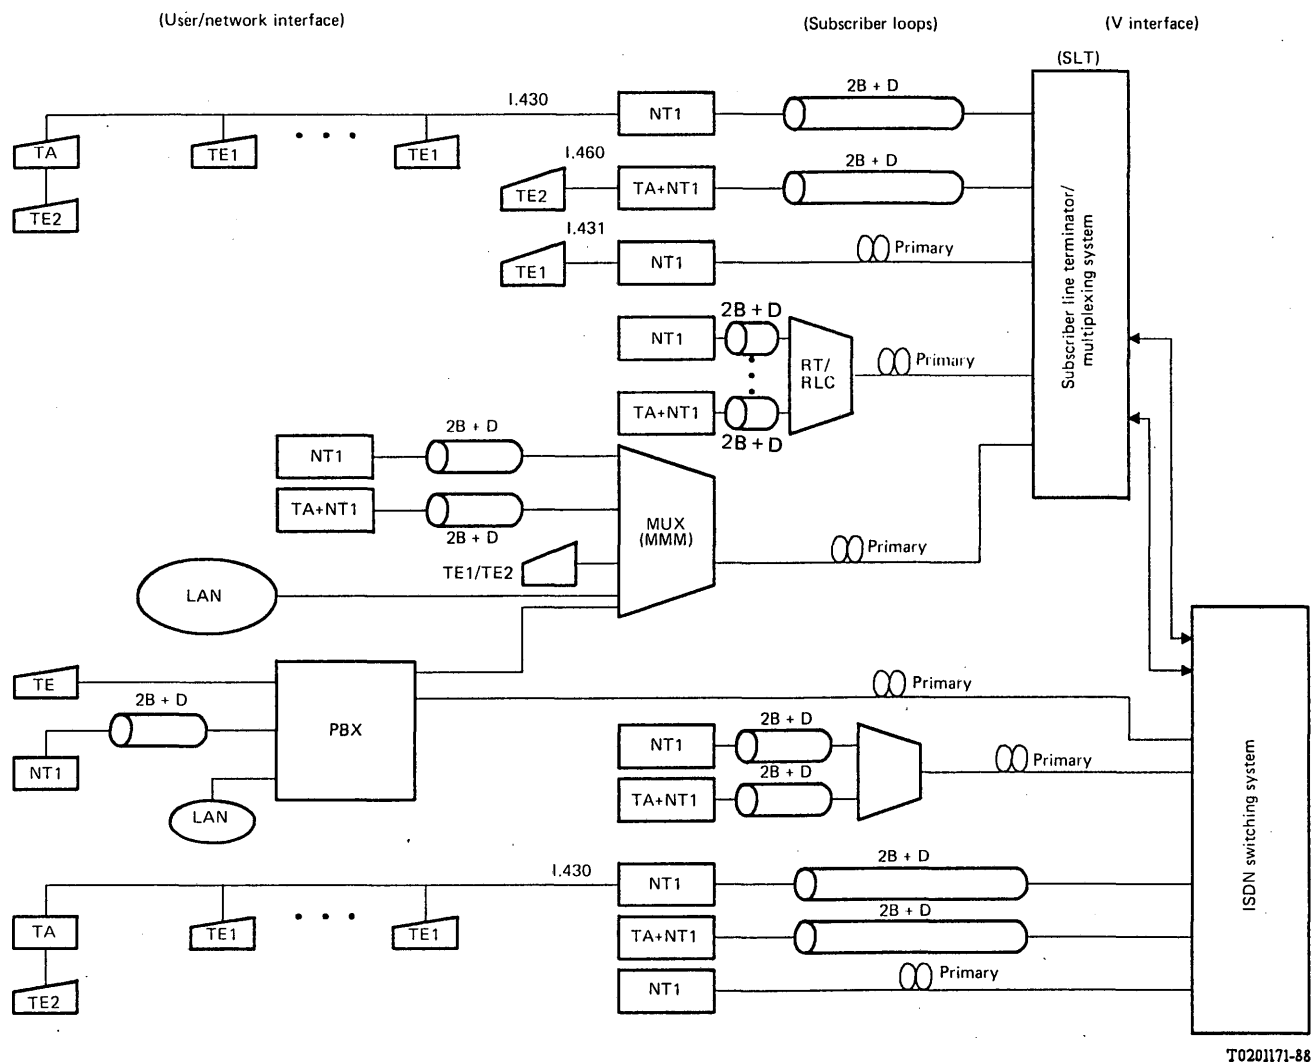 (User/network interface)
(Subscriber loops)
(V interface)
(SLT)
2B + D
I.430
NT1
TA
TE1
TE1
I.460
2B + D
TE2
TA+NT1
TE2
I.431
Primary
TE1
NT1
Subscriber line terminator/
multiplexing system
2B + D
NT1
RT/
RLC
Primary
TA+NT1
2B + D
2B + D
NT1
TA+NT1
2B + D
MUX
(MMM)
Primary
TE1/TE2
LAN
TE
PBX
Primary
2B + D
NT1
LAN
2B + D
NT1
2B + D
Primary
TA+NT1
ISDN switching system
I.430
2B + D
NT1
TA
TE1
TE1
2B + D
TA+NT1
TE2
NT1
Primary
T0201171-88